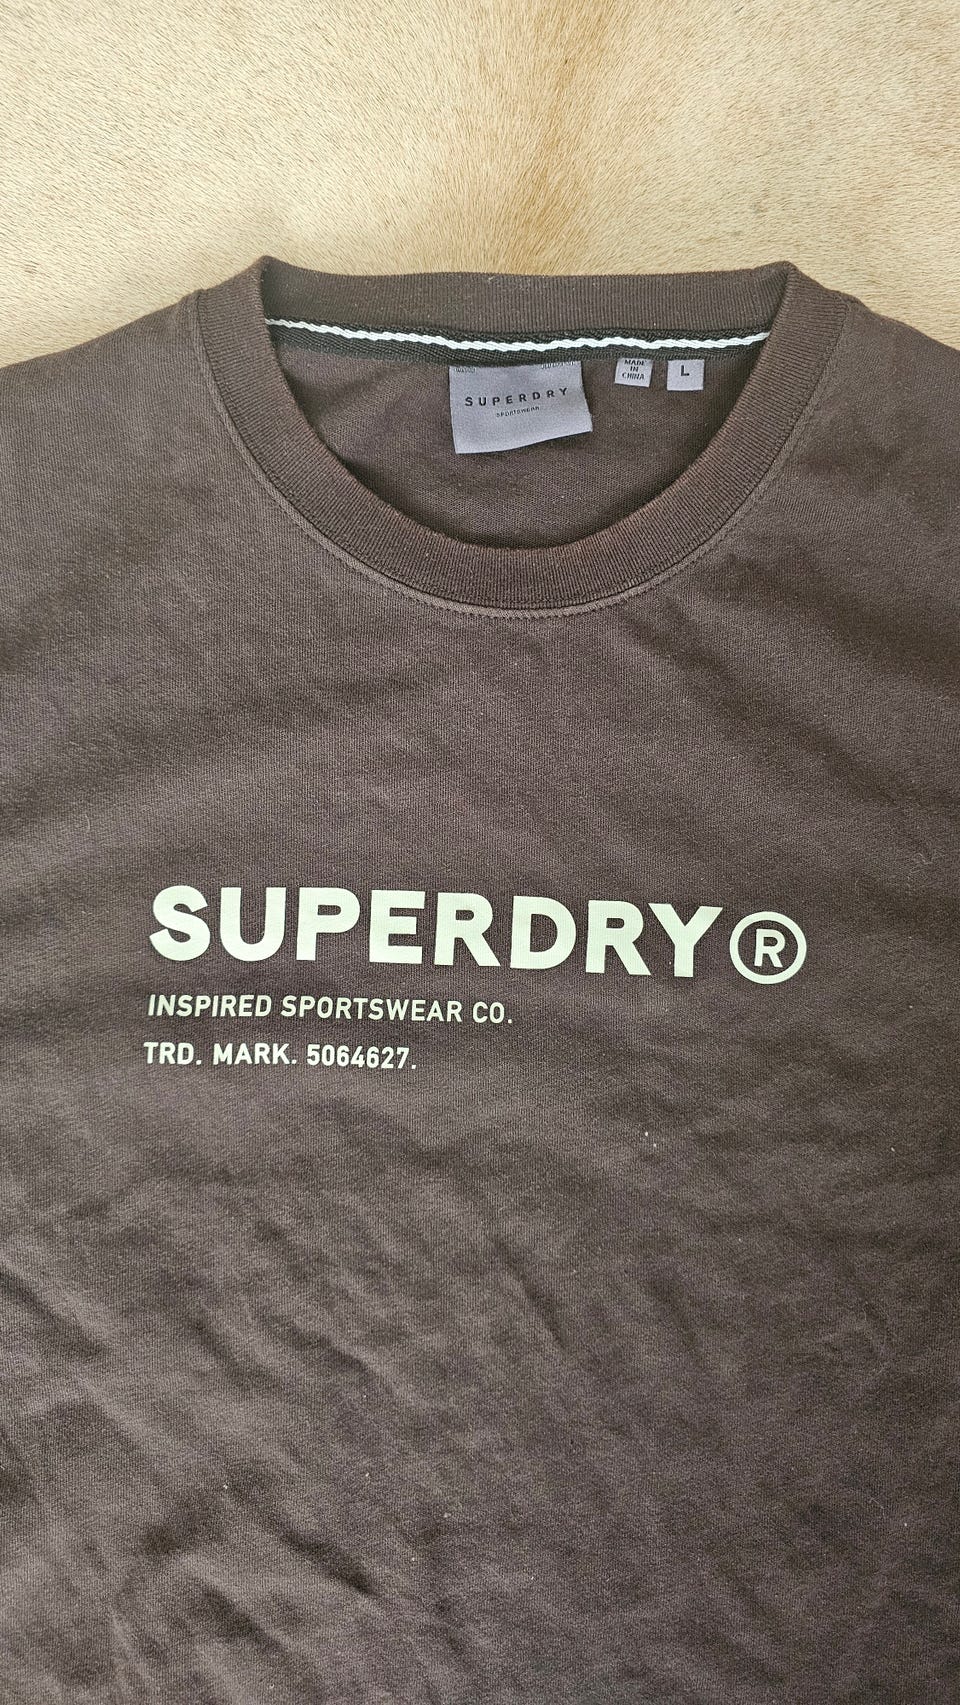 MADE
IN
CHINA
L
SUPERDRY
SPORTSWEAR
SUPERDRY®
INSPIRED SPORTSWEAR CO.
TRD. MARK. 5064627.